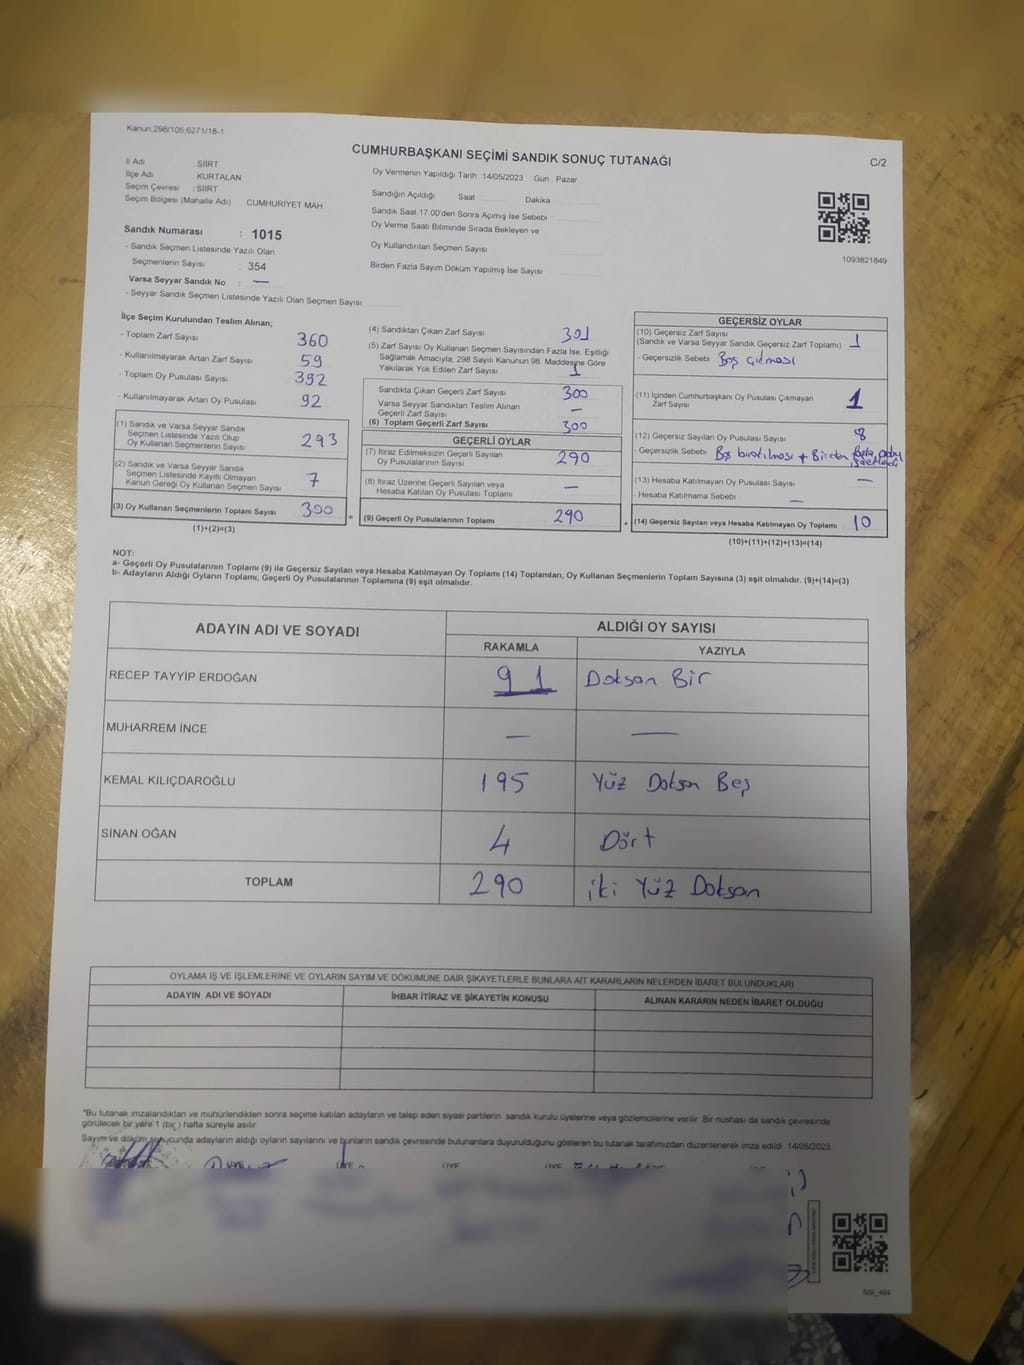 Kanun;298/105;6271/18-1
CUMHURBAŞKANI SEÇİMİ SANDIK SONUÇ TUTANAĞI
C/2
İl Adı : SİİRT
İlçe Adı : KURTALAN
Seçim Çevresi : SİİRT
Seçim Bölgesi (Mahalle Adı) : CUMHURİYET MAH.
Sandık Numarası : 1015
- Sandık Seçmen Listesinde Yazılı Olan
Seçmenlerin Sayısı : 354
Varsa Seyyar Sandık No : —
- Seyyar Sandık Seçmen Listesinde Yazılı Olan Seçmen Sayısı:
Oy Vermenin Yapıldığı Tarih 14/05/2023 Gün : Pazar
Sandığın Açıldığı Saat Dakika
Sandık Saat 17:00'den Sonra Açımış İse Sebebi
Oy Verme Saati Bitiminde Sırada Bekleyen ve
Oy Kullandırılan Seçmen Sayısı
Birden Fazla Sayım Döküm Yapılmış İse Sayısı
1093821849
İlçe Seçim Kurulundan Teslim Alınan;
- Toplam Zarf Sayısı 360
- Kullanılmayarak Artan Zarf Sayısı 59
- Toplam Oy Pusulası Sayısı 392
- Kullanılmayarak Artan Oy Pusulası 92
(1) Sandık ve Varsa Seyyar Sandık
Seçmen Listesinde Yazılı Olup
Oy Kullanan Seçmenlerin Sayısı 293
(2) Sandık ve Varsa Seyyar Sandık
Seçmen Listesinde Kayıtlı Olmayan
Kanun Gereği Oy Kullanan Seçmen Sayısı 7
(3) Oy Kullanan Seçmenlerin Toplam Sayısı 300
(1)+(2)=(3)
(4) Sandıktan Çıkan Zarf Sayısı 301
(5) Zarf Sayısı Oy Kullanan Seçmen Sayısından Fazla İse, Eşitliği
Sağlamak Amacıyla, 298 Sayılı Kanunun 98. Maddesine Göre
Yakılarak Yok Edilen Zarf Sayısı 1
Sandıkta Çıkan Geçerli Zarf Sayısı 300
Varsa Seyyar Sandıktan Teslim Alınan
Geçerli Zarf Sayısı —
(6) Toplam Geçerli Zarf Sayısı 300
GEÇERLİ OYLAR
(7) İtiraz Edilmeksizin Geçerli Sayılan
Oy Pusulalarının Sayısı 290
(8) İtiraz Üzerine Geçerli Sayılan veya
Hesaba Katılan Oy Pusulası Toplamı —
= (9) Geçerli Oy Pusulalarının Toplamı 290
GEÇERSİZ OYLAR
(10) Geçersiz Zarf Sayısı
(Sandık ve Varsa Seyyar Sandık Geçersiz Zarf Toplamı) 1
- Geçersizlik Sebebi Boş çıkması
(11) İçinden Cumhurbaşkanı Oy Pusulası Çıkmayan
Zarf Sayısı 1
(12) Geçersiz Sayılan Oy Pusulası Sayısı 8
- Geçersizlik Sebebi Boş bırakılması + Birden fazla
(13) Hesaba Katılmayan Oy Pusulası Sayısı —
- Hesaba Katılmama Sebebi —
+ (14) Geçersiz Sayılan veya Hesaba Katılmayan Oy Toplamı 10
(10)+(11)+(12)+(13)=(14)
NOT:
a- Geçerli Oy Pusulalarının Toplamı (9) ile Geçersiz Sayılan veya Hesaba Katılmayan Oy Toplamı (14) Toplamları, Oy Kullanan Seçmenlerin Toplam Sayısına (3) eşit olmalıdır. (9)+(14)=(3)
b- Adayların Aldığı Oyların Toplamı, Geçerli Oy Pusulalarının Toplamına (9) eşit olmalıdır.
ADAYIN ADI VE SOYADI
ALDIĞI OY SAYISI
RAKAMLA YAZIYLA
RECEP TAYYİP ERDOĞAN 91 Doksan Bir
MUHARREM İNCE — —
KEMAL KILIÇDAROĞLU 195 Yüz Doksan Beş
SİNAN OĞAN 4 Dört
TOPLAM 290 iki Yüz Doksan
OYLAMA İŞ VE İŞLEMLERİNE VE OYLARIN SAYIM VE DÖKÜMÜNE DAİR ŞİKAYETLERLE BUNLARA AİT KARARLARIN NELERDEN İBARET BULUNDUKLARI
ADAYIN ADI VE SOYADI İHBAR İTİRAZ VE ŞİKAYETİN KONUSU ALINAN KARARIN NEDEN İBARET OLDUĞU
*Bu tutanak imzalandıktan ve mühürlendikten sonra seçime katılan adayların ve talep eden siyasi partilerin sandık kurulu üyelerine veya gözlemcilerine verilir. Bir nüshası da sandık çevresinde
görülecek bir yere 1 (bir ) hafta süreyle asılır.
Sayım ve döküm sonucunda adayların aldığı oyların sayılarını ve bunların sandık çevresinde bulunanlara duyurulduğunu gösteren bu tutanak tarafımızdan düzenlenerek imza edildi. 14/05/2023
ÜYE ÜYE ÜYE